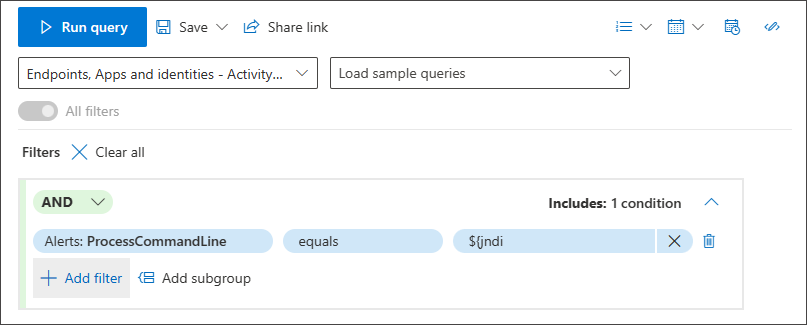 Run query Save Share link
Endpoints, Apps and identities - Activity... Load sample queries
All filters
Filters Clear all
AND Includes: 1 condition
Alerts: ProcessCommandLine equals ${jndi
Add filter Add subgroup